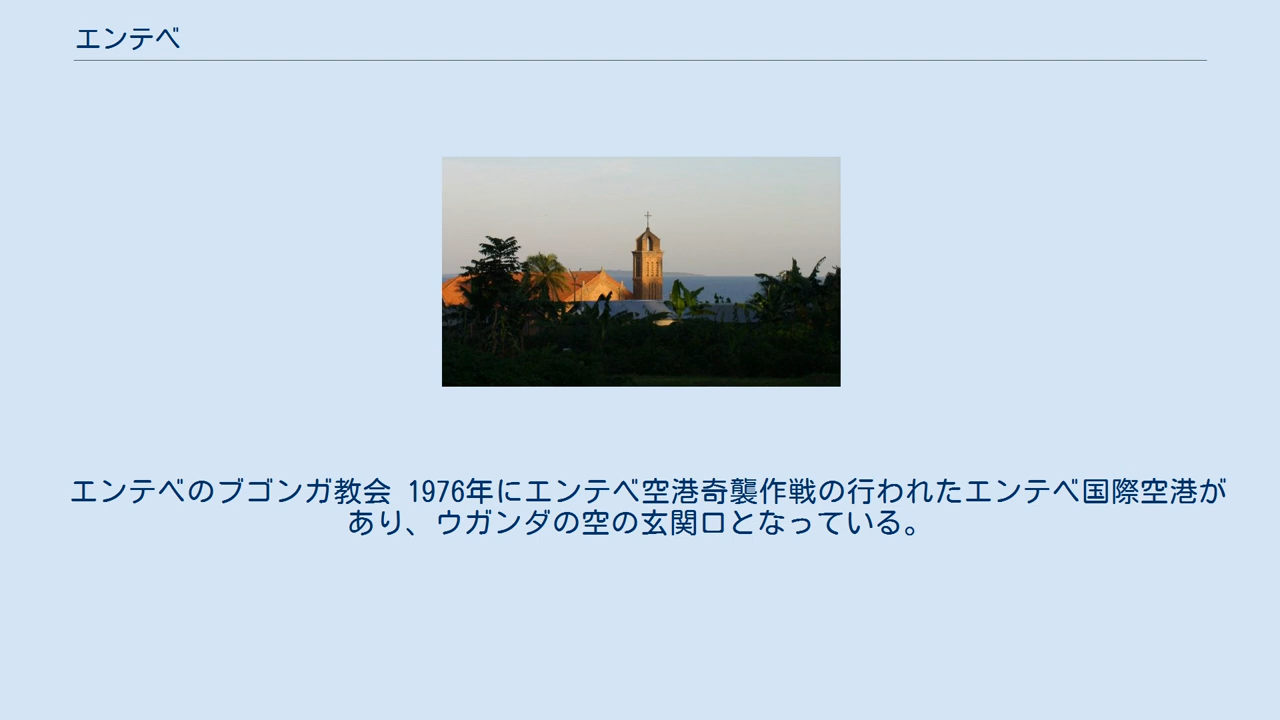 エンテベ
エンテベのブゴンガ教会 1976年にエンテベ空港奇襲作戦の行われたエンテベ国際空港が
あり、ウガンダの空の玄関口となっている。